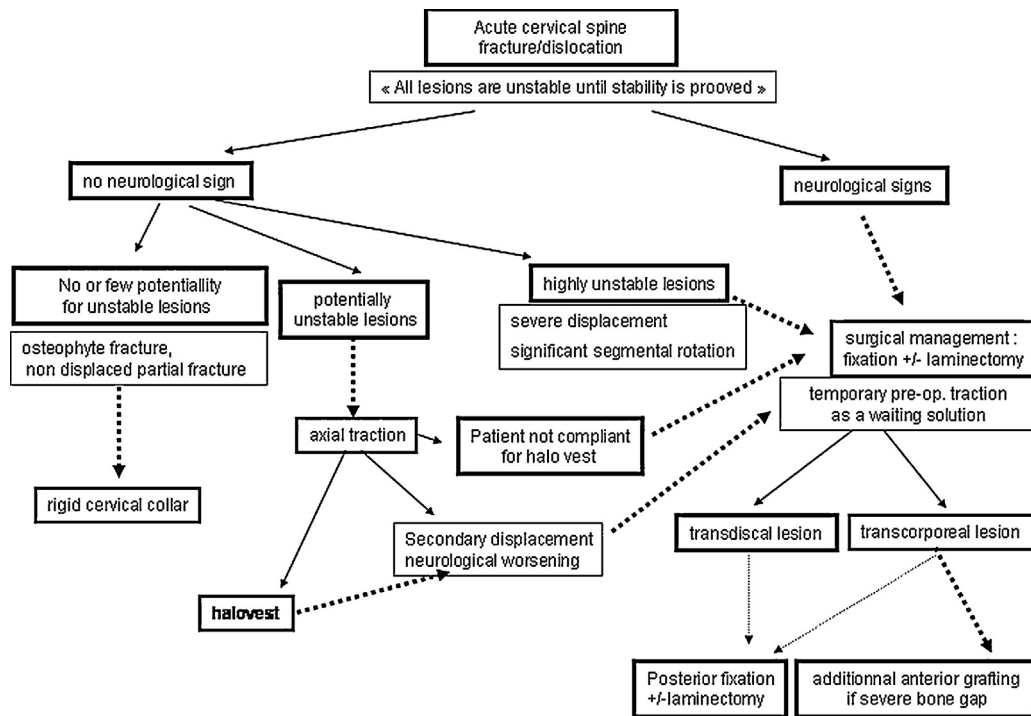 Acute cervical spine
fracture/dislocation
« All lesions are unstable until stability is prooved »
no neurological sign
neurological signs
No or few potentiallity
for unstable lesions
potentially
unstable lesions
highly unstable lesions
severe displacement
significant segmental rotation
surgical management :
fixation +/- laminectomy
osteophyte fracture,
non displaced partial fracture
temporary pre-op. traction
as a waiting solution
axial traction
Patient not compliant
for halo vest
rigid cervical collar
Secondary displacement
neurological worsening
transdiscal lesion
transcorporeal lesion
halovest
Posterior fixation
+/-laminectomy
additionnal anterior grafting
if severe bone gap